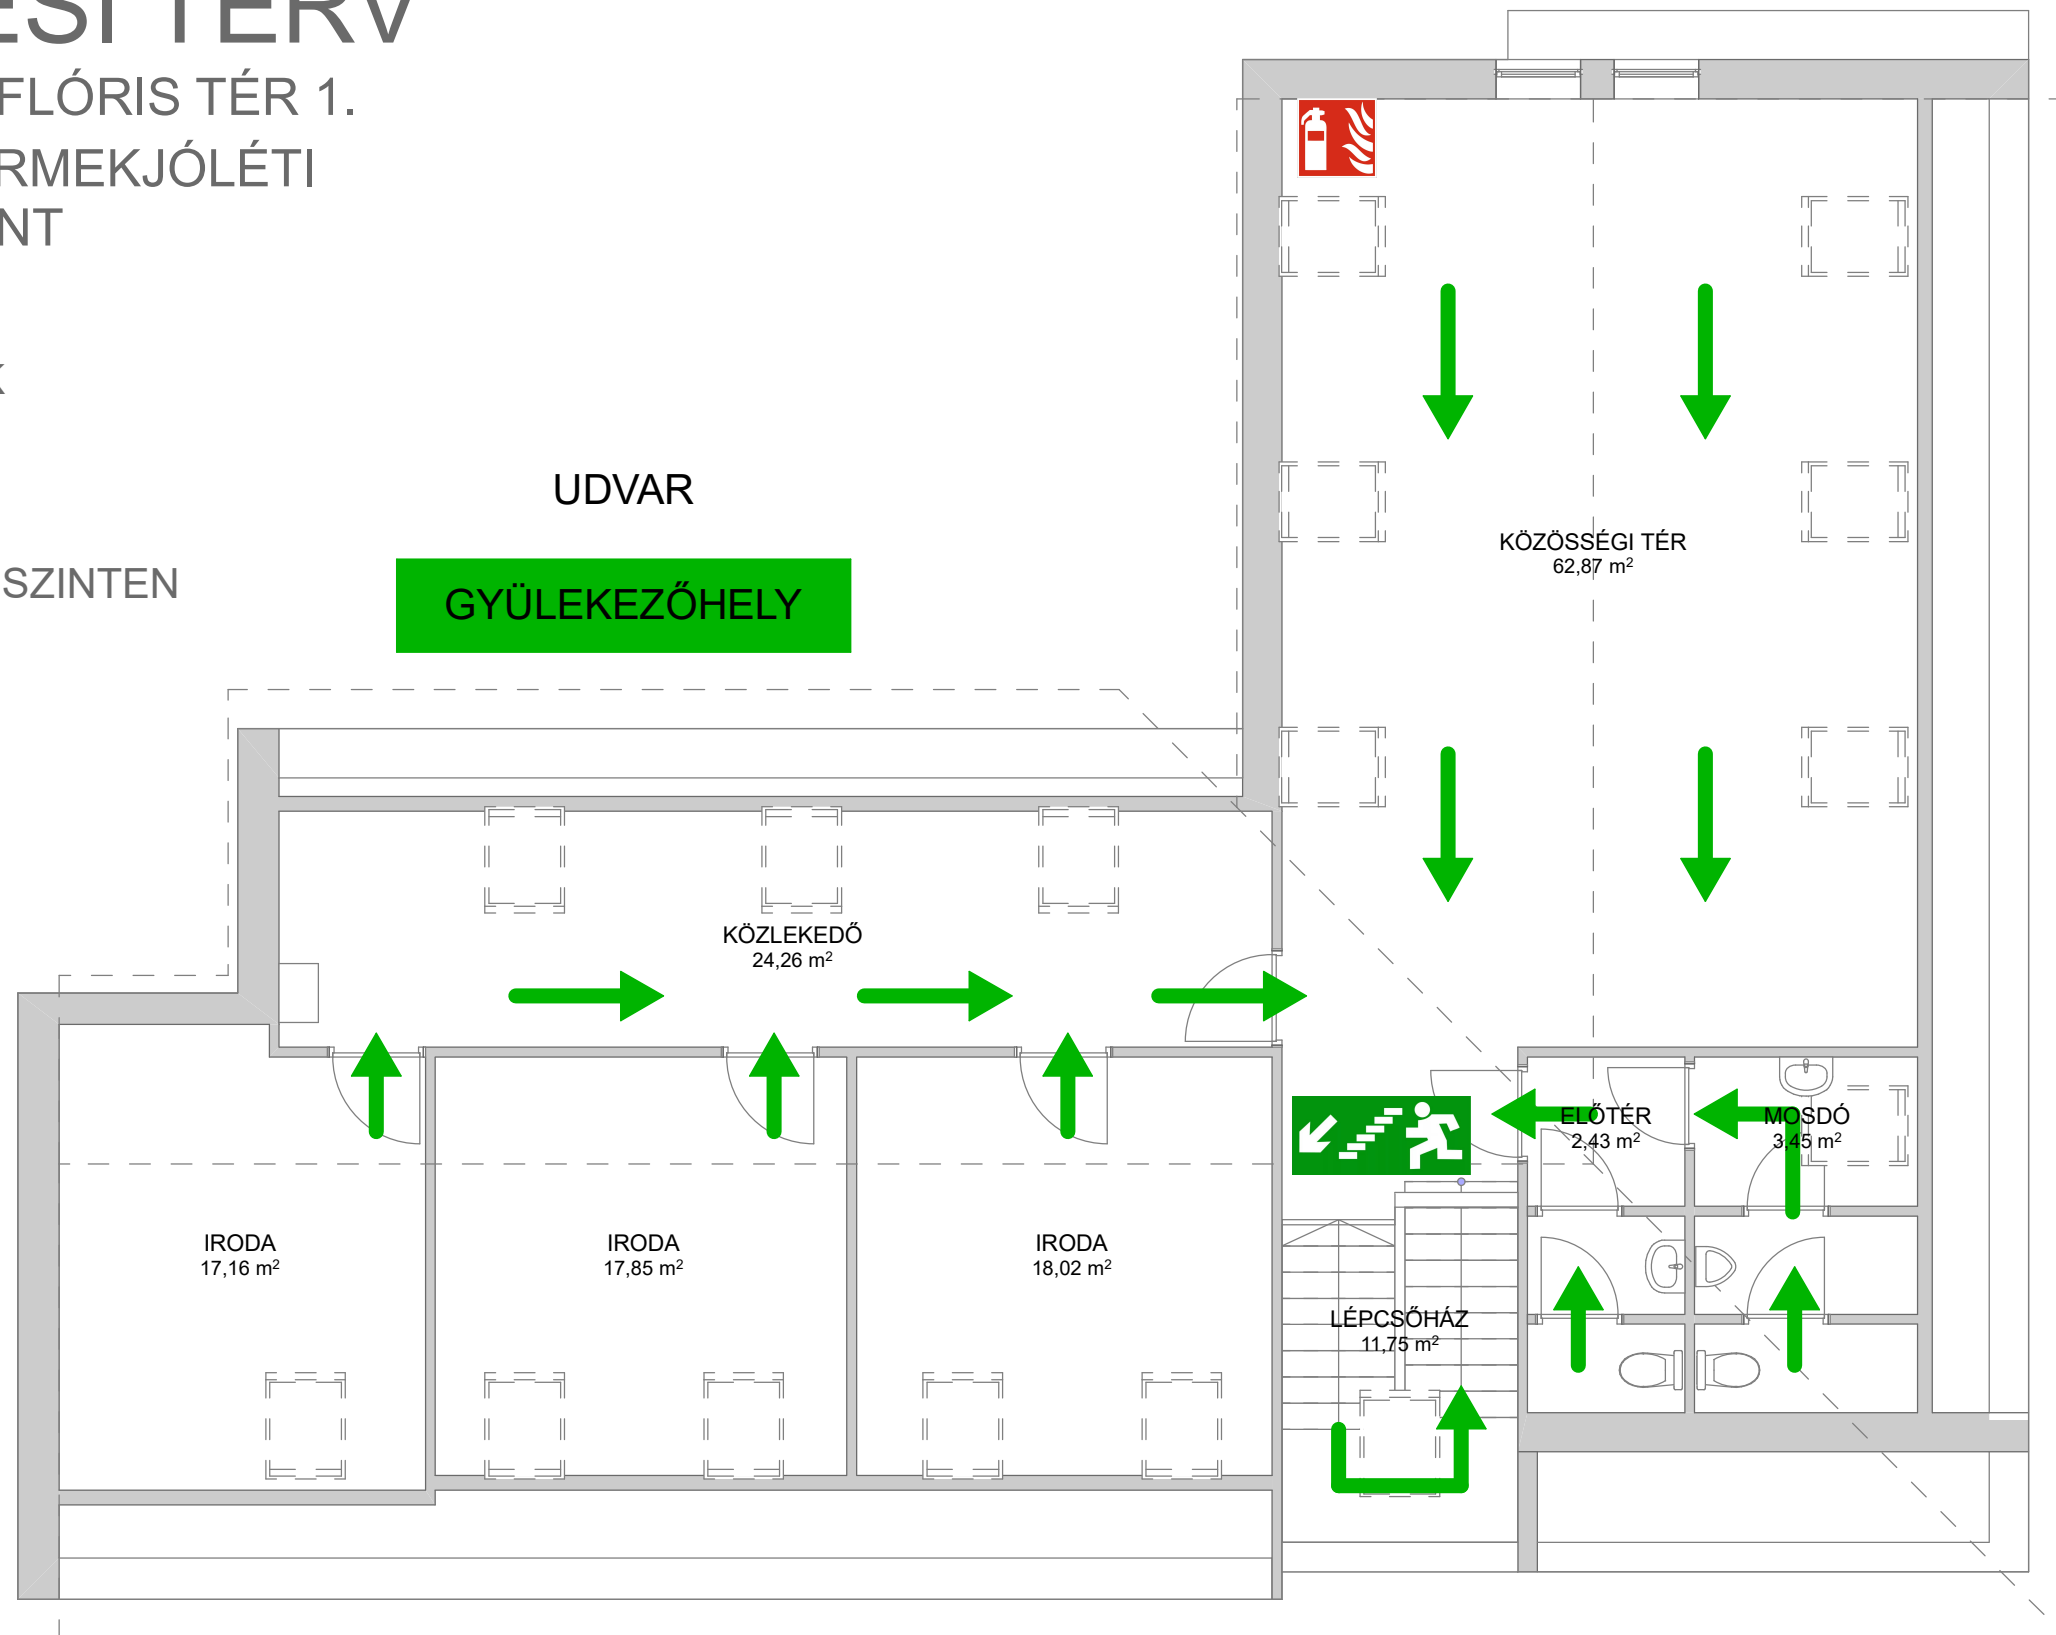 ÉSI TERV
FLÓRIS TÉR 1.
RMEKJÓLÉTI
NT
K
SZINTEN
UDVAR
GYÜLEKEZŐHELY
KÖZÖSSÉGI TÉR
62,87 m²
KÖZLEKEDŐ
24,26 m²
ELŐTÉR
2,43 m²
MOSDÓ
3,45 m²
IRODA
17,16 m²
IRODA
17,85 m²
IRODA
18,02 m²
LÉPCSŐHÁZ
11,75 m²